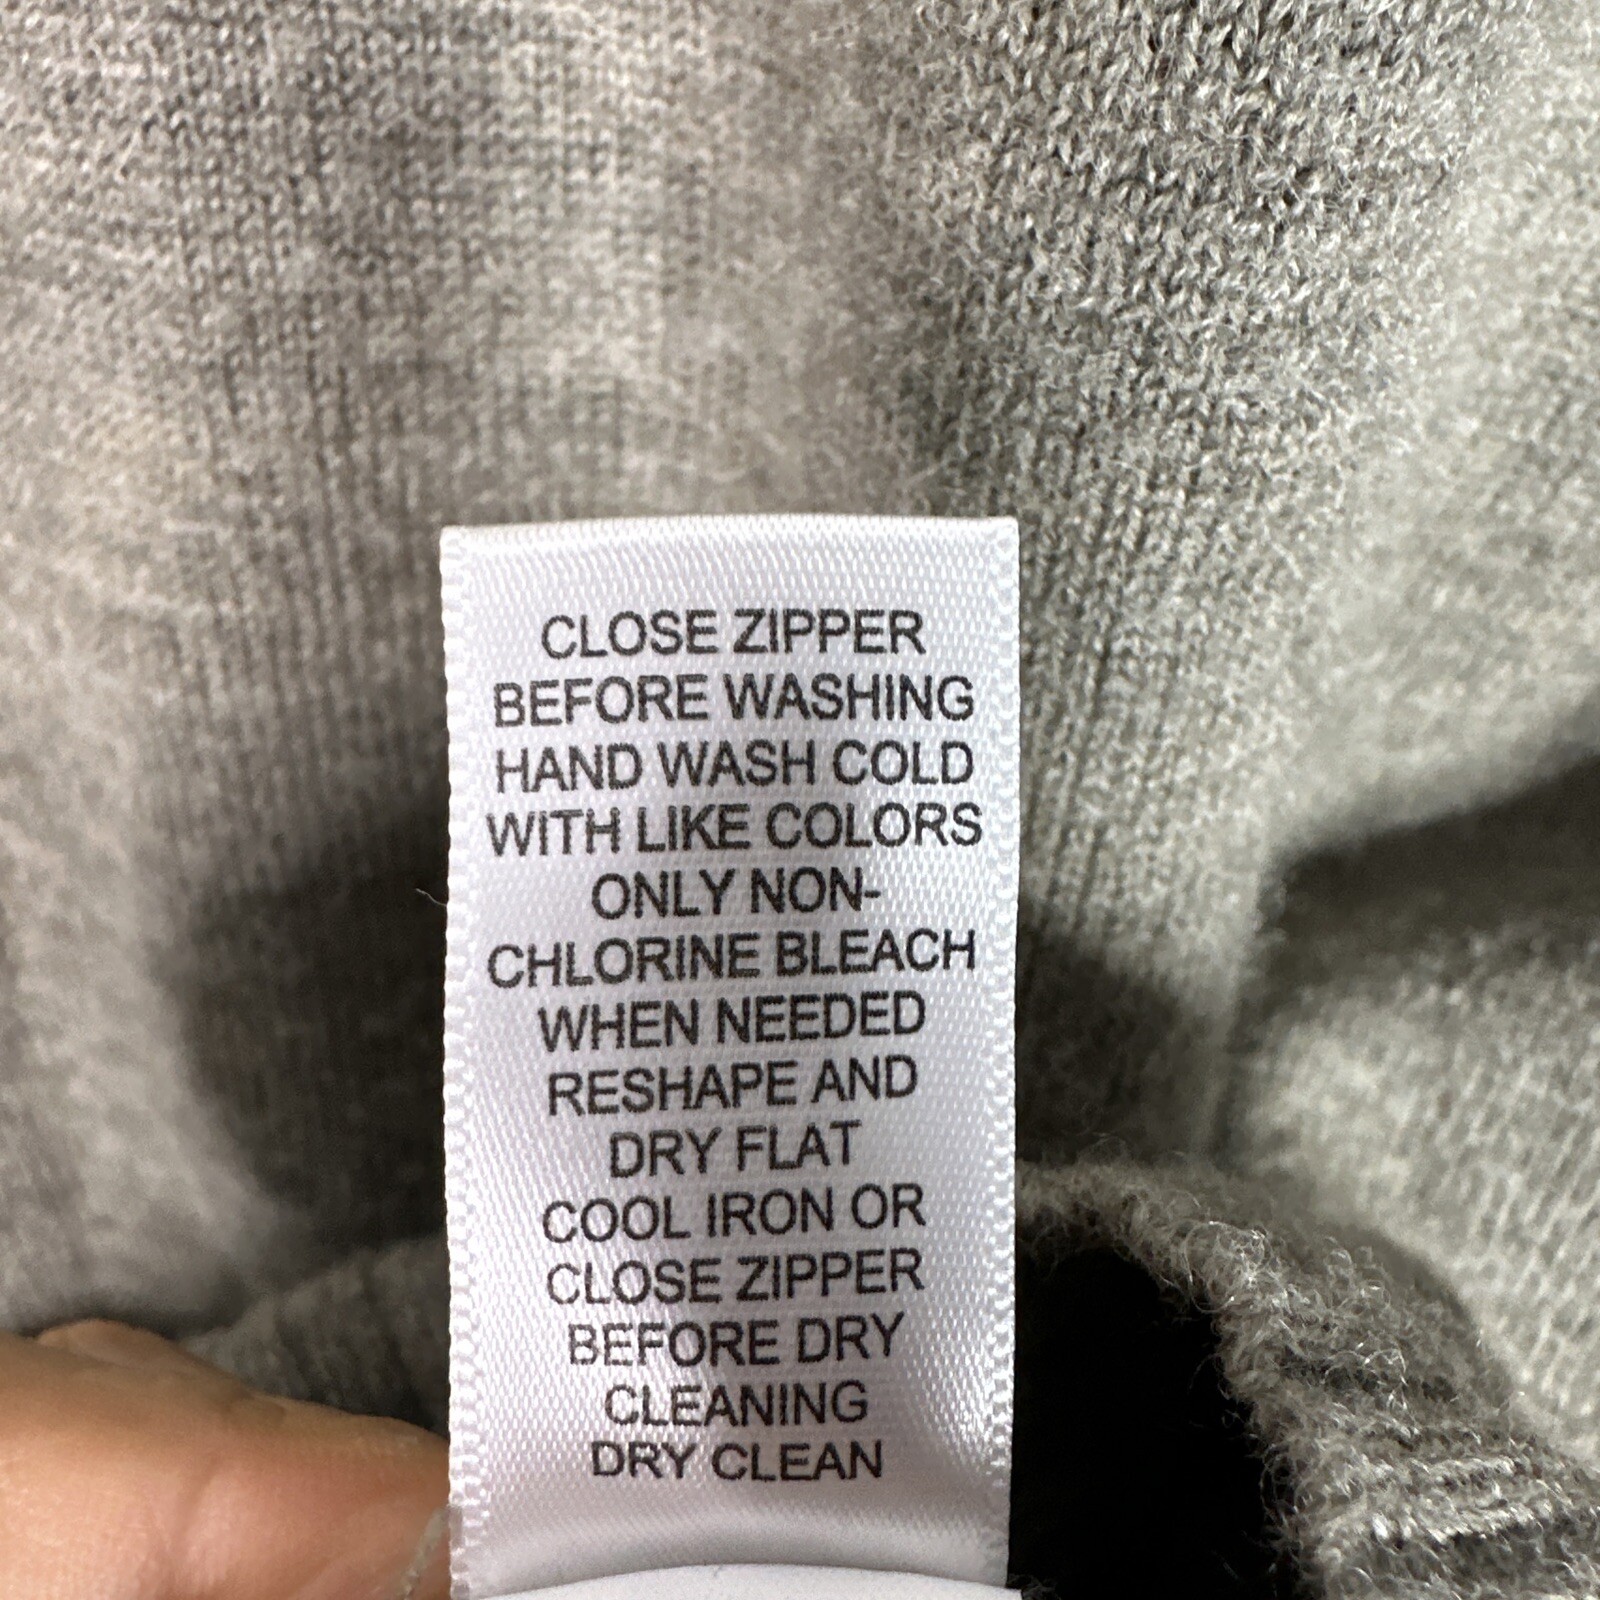 CLOSE ZIPPER
BEFORE WASHING
HAND WASH COLD
WITH LIKE COLORS
ONLY NON-
CHLORINE BLEACH
WHEN NEEDED
RESHAPE AND
DRY FLAT
COOL IRON OR
CLOSE ZIPPER
BEFORE DRY
CLEANING
DRY CLEAN